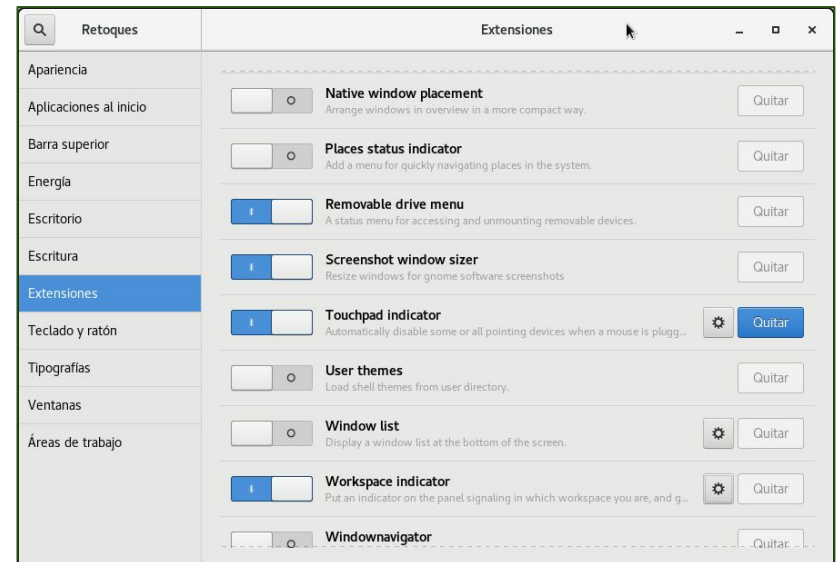 Retoques
Extensiones
Apariencia
Aplicaciones al inicio
Barra superior
Energía
Escritorio
Escritura
Extensiones
Teclado y ratón
Tipografías
Ventanas
Áreas de trabajo
Native window placement
Arrange windows in overview in a more compact way.
Quitar
Places status indicator
Add a menu for quickly navigating places in the system.
Quitar
Removable drive menu
A status menu for accessing and unmounting removable devices.
Quitar
Screenshot window sizer
Resize windows for gnome software screenshots
Quitar
Touchpad indicator
Automatically disable some or all pointing devices when a mouse is plugg...
Quitar
User themes
Load shell themes from user directory.
Quitar
Window list
Display a window list at the bottom of the screen.
Quitar
Workspace indicator
Put an indicator on the panel signaling in which workspace you are, and g...
Quitar
Windownavigator
Quitar